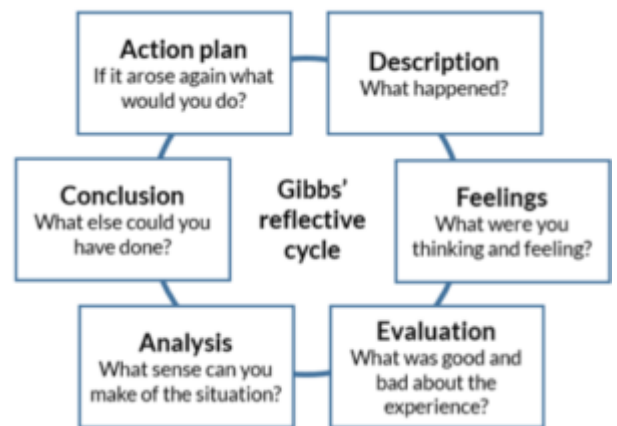 Action plan
If it arose again what
would you do?
Description
What happened?
Feelings
What were you
thinking and feeling?
Evaluation
What was good and
bad about the
experience?
Analysis
What sense can you
make of the situation?
Conclusion
What else could you
have done?
Gibbs'
reflective
cycle